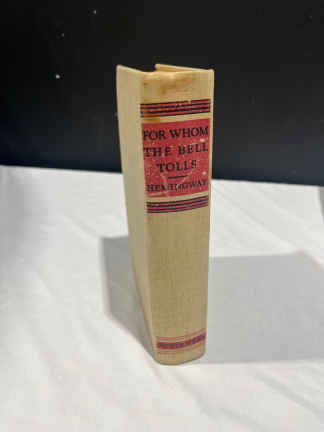 FOR WHOM
THE BELL
TOLLS
HEMINGWAY